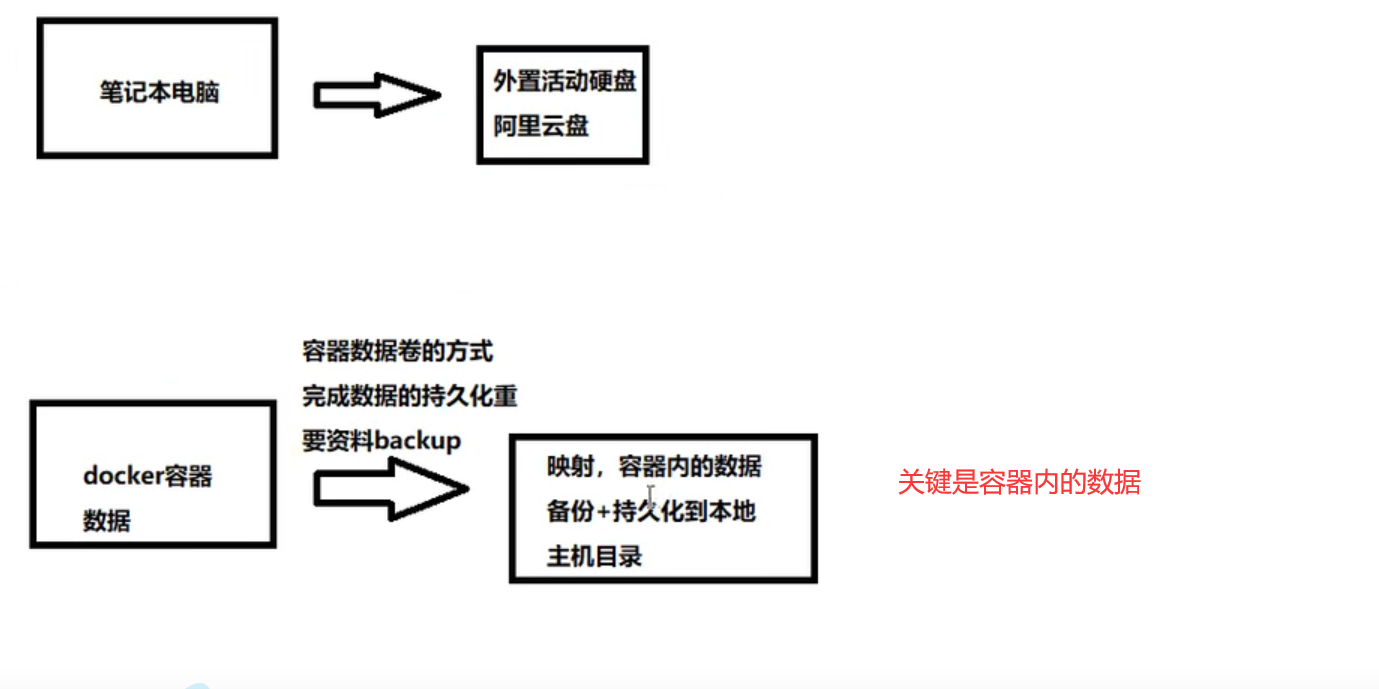 笔记本电脑
外置活动硬盘
阿里云盘
容器数据卷的方式
完成数据的持久化重
要资料backup
docker容器
数据
映射，容器内的数据
备份+持久化到本地
主机目录
关键是容器内的数据